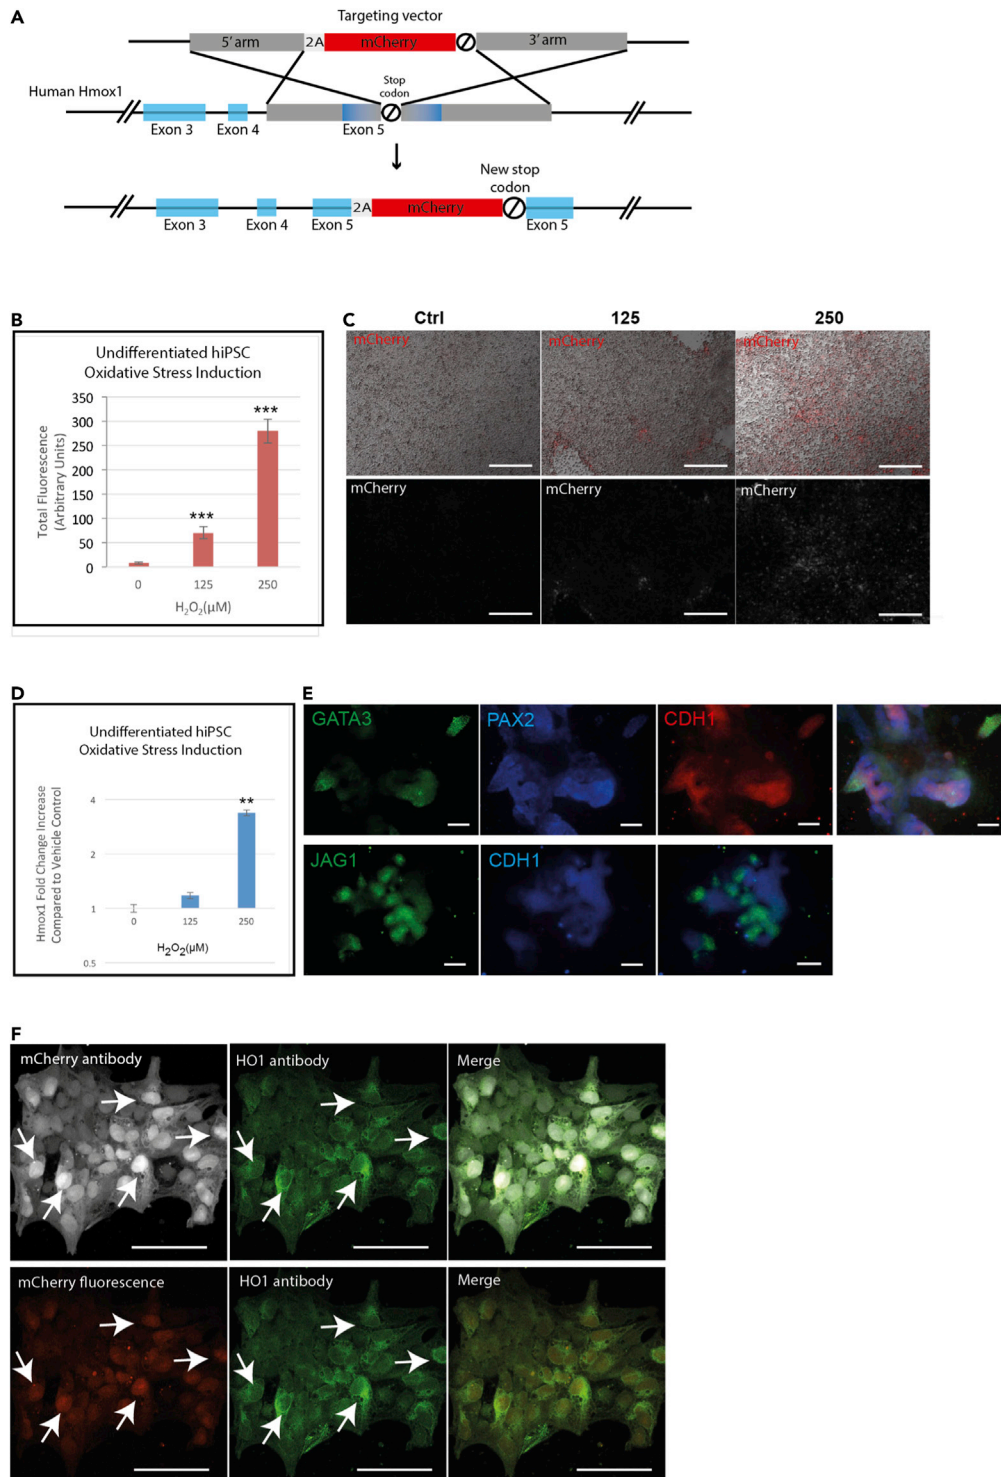 A
Targeting vector
5' arm 2A mCherry 3' arm
Stop
codon
Human Hmox1
Exon 3 Exon 4 Exon 5
New stop
codon
2A mCherry
Exon 3 Exon 4 Exon 5 Exon 5
B
Undifferentiated hiPSC
Oxidative Stress Induction
Total Fluorescence
(Arbitrary Units)
350
300
250
200
150
100
50
0
***
***
0 125 250
H2O2(μM)
C
Ctrl 125 250
mCherry mCherry mCherry
mCherry mCherry mCherry
D
Undifferentiated hiPSC
Oxidative Stress Induction
Hmox1 Fold Change Increase
Compared to Vehicle Control
4
2
1
0.5
**
0 125 250
H2O2(μM)
E
GATA3 PAX2 CDH1
JAG1 CDH1
F
mCherry antibody HO1 antibody Merge
mCherry fluorescence HO1 antibody Merge